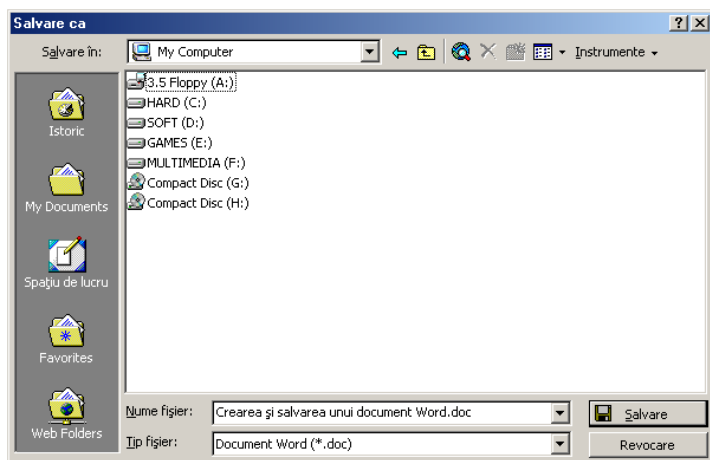 Salvare ca
Salvare în: My Computer Instrumente
3.5 Floppy (A:)
HARD (C:)
SOFT (D:)
GAMES (E:)
MULTIMEDIA (F:)
Compact Disc (G:)
Compact Disc (H:)
Istoric
My Documents
Spaţiu de lucru
Favorites
Web Folders
Nume fişier: Crearea şi salvarea unui document Word.doc Salvare
Tip fişier: Document Word (*.doc) Revocare